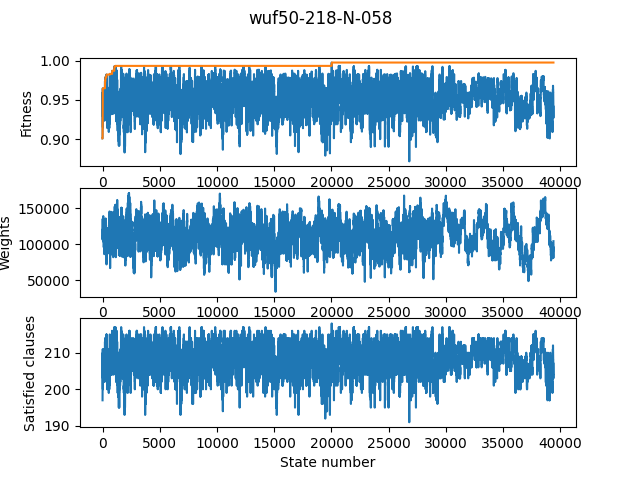 wuf50-218-N-058
1.00
0.95
0.90
Fitness
0 5000 10000 15000 20000 25000 30000 35000 40000
150000
100000
50000
Weights
0 5000 10000 15000 20000 25000 30000 35000 40000
210
200
190
Satisfied clauses
0 5000 10000 15000 20000 25000 30000 35000 40000
State number